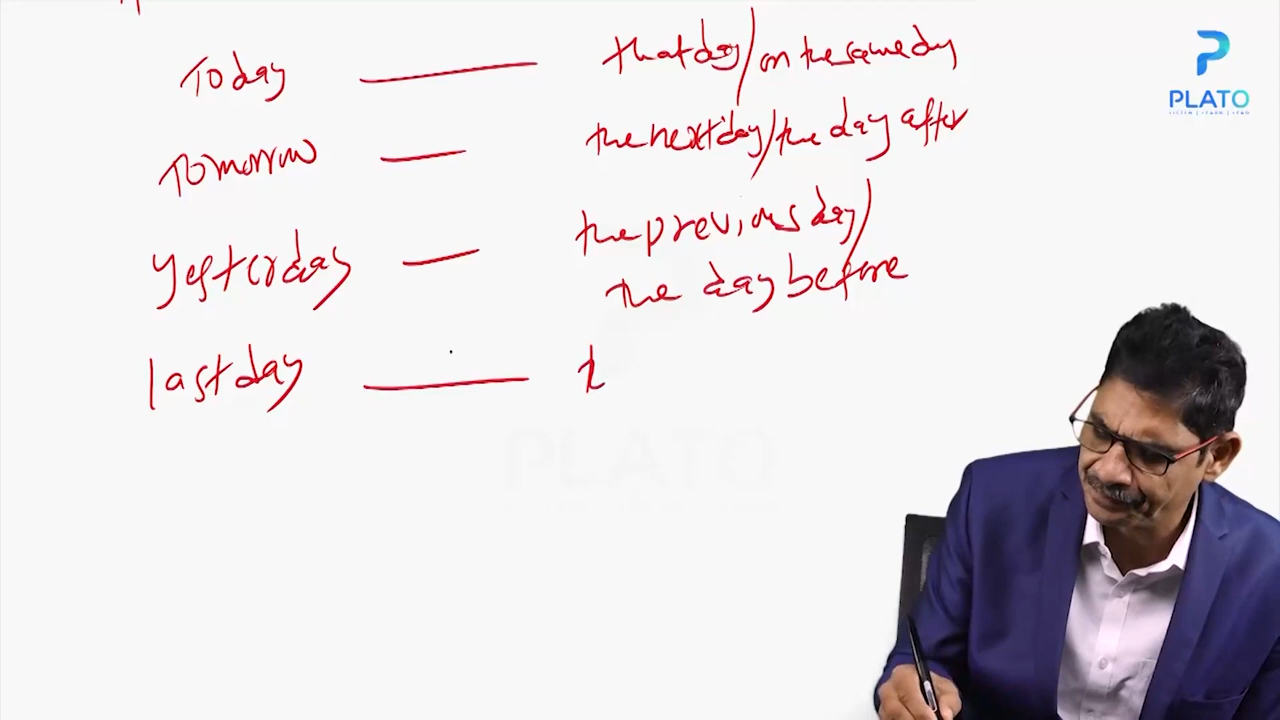 Today — that day/on the same day
Tomorrow — the next day/the day after
yesterday — the previous day/
the day before
last day — t
PLATO
PLATO